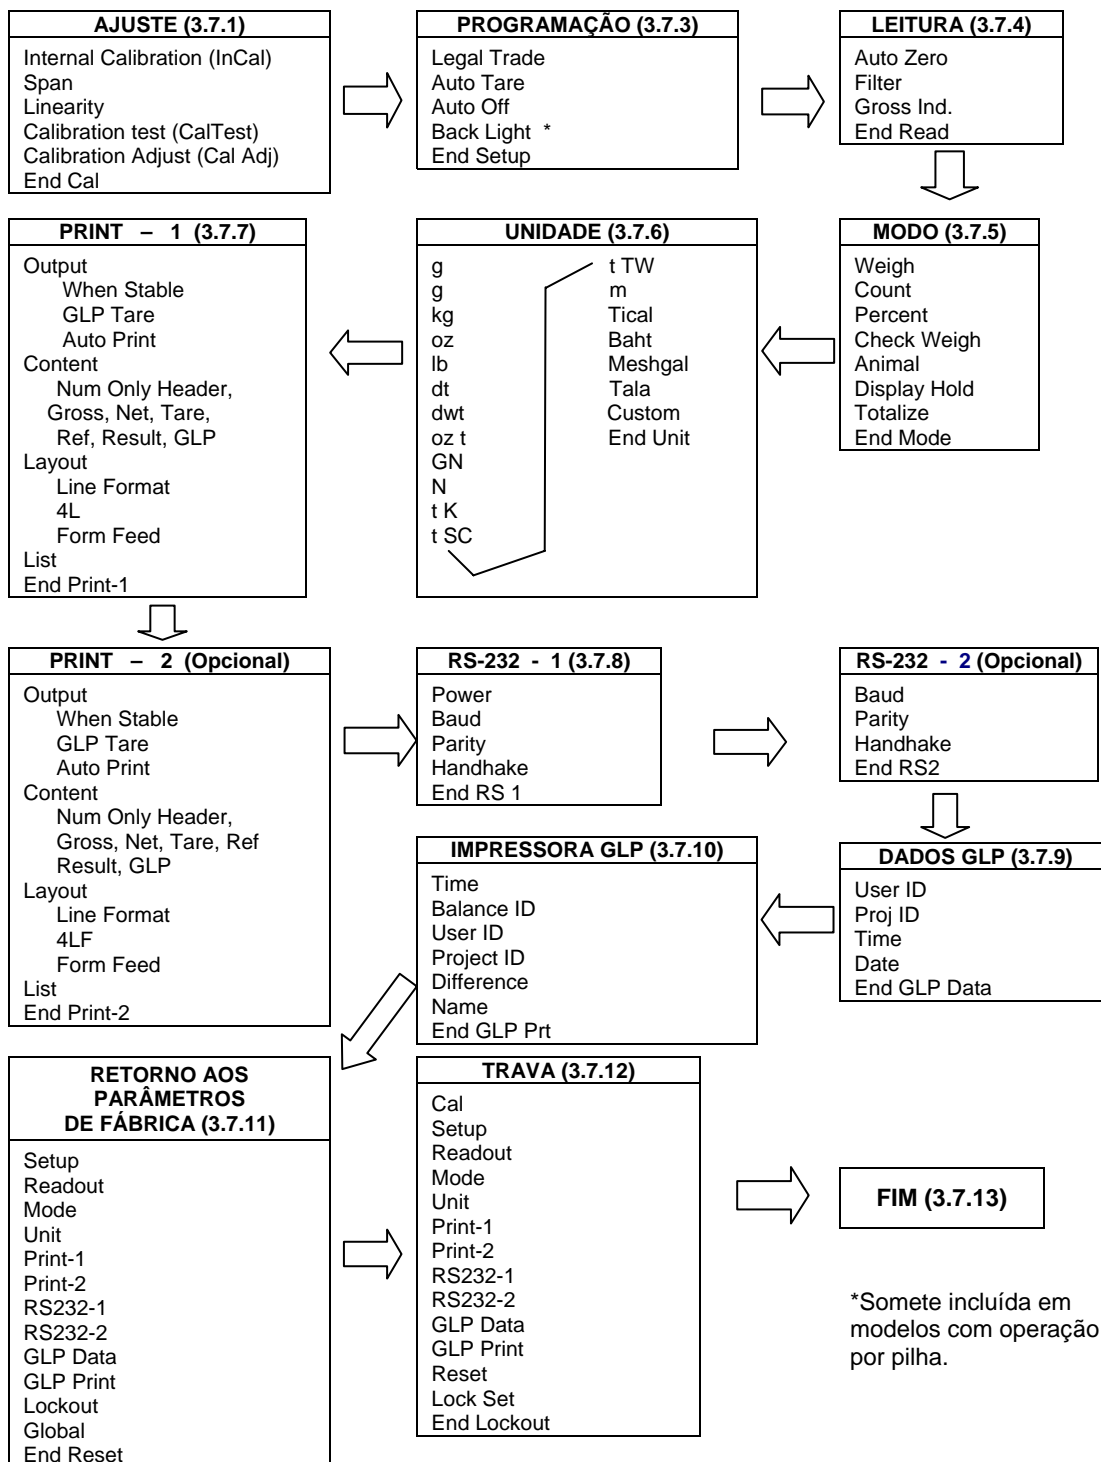 AJUSTE (3.7.1)
Internal Calibration (InCal)
Span
Linearity
Calibration test (CalTest)
Calibration Adjust (Cal Adj)
End Cal
PROGRAMAÇÃO (3.7.3)
Legal Trade
Auto Tare
Auto Off
Back Light *
End Setup
LEITURA (3.7.4)
Auto Zero
Filter
Gross Ind.
End Read
MODO (3.7.5)
Weigh
Count
Percent
Check Weigh
Animal
Display Hold
Totalize
End Mode
UNIDADE (3.7.6)
g
g
kg
oz
lb
dt
dwt
oz t
GN
N
t K
t SC
t TW
m
Tical
Baht
Meshgal
Tala
Custom
End Unit
PRINT – 1 (3.7.7)
Output
When Stable
GLP Tare
Auto Print
Content
Num Only Header,
Gross, Net, Tare,
Ref, Result, GLP
Layout
Line Format
4L
Form Feed
List
End Print-1
PRINT – 2 (Opcional)
Output
When Stable
GLP Tare
Auto Print
Content
Num Only Header,
Gross, Net, Tare, Ref
Result, GLP
Layout
Line Format
4LF
Form Feed
List
End Print-2
RS-232 - 1 (3.7.8)
Power
Baud
Parity
Handhake
End RS 1
RS-232 - 2 (Opcional)
Baud
Parity
Handhake
End RS2
DADOS GLP (3.7.9)
User ID
Proj ID
Time
Date
End GLP Data
IMPRESSORA GLP (3.7.10)
Time
Balance ID
User ID
Project ID
Difference
Name
End GLP Prt
RETORNO AOS
PARÂMETROS
DE FÁBRICA (3.7.11)
Setup
Readout
Mode
Unit
Print-1
Print-2
RS232-1
RS232-2
GLP Data
GLP Print
Lockout
Global
End Reset
TRAVA (3.7.12)
Cal
Setup
Readout
Mode
Unit
Print-1
Print-2
RS232-1
RS232-2
GLP Data
GLP Print
Reset
Lock Set
End Lockout
FIM (3.7.13)
*Somete incluída em
modelos com operação
por pilha.